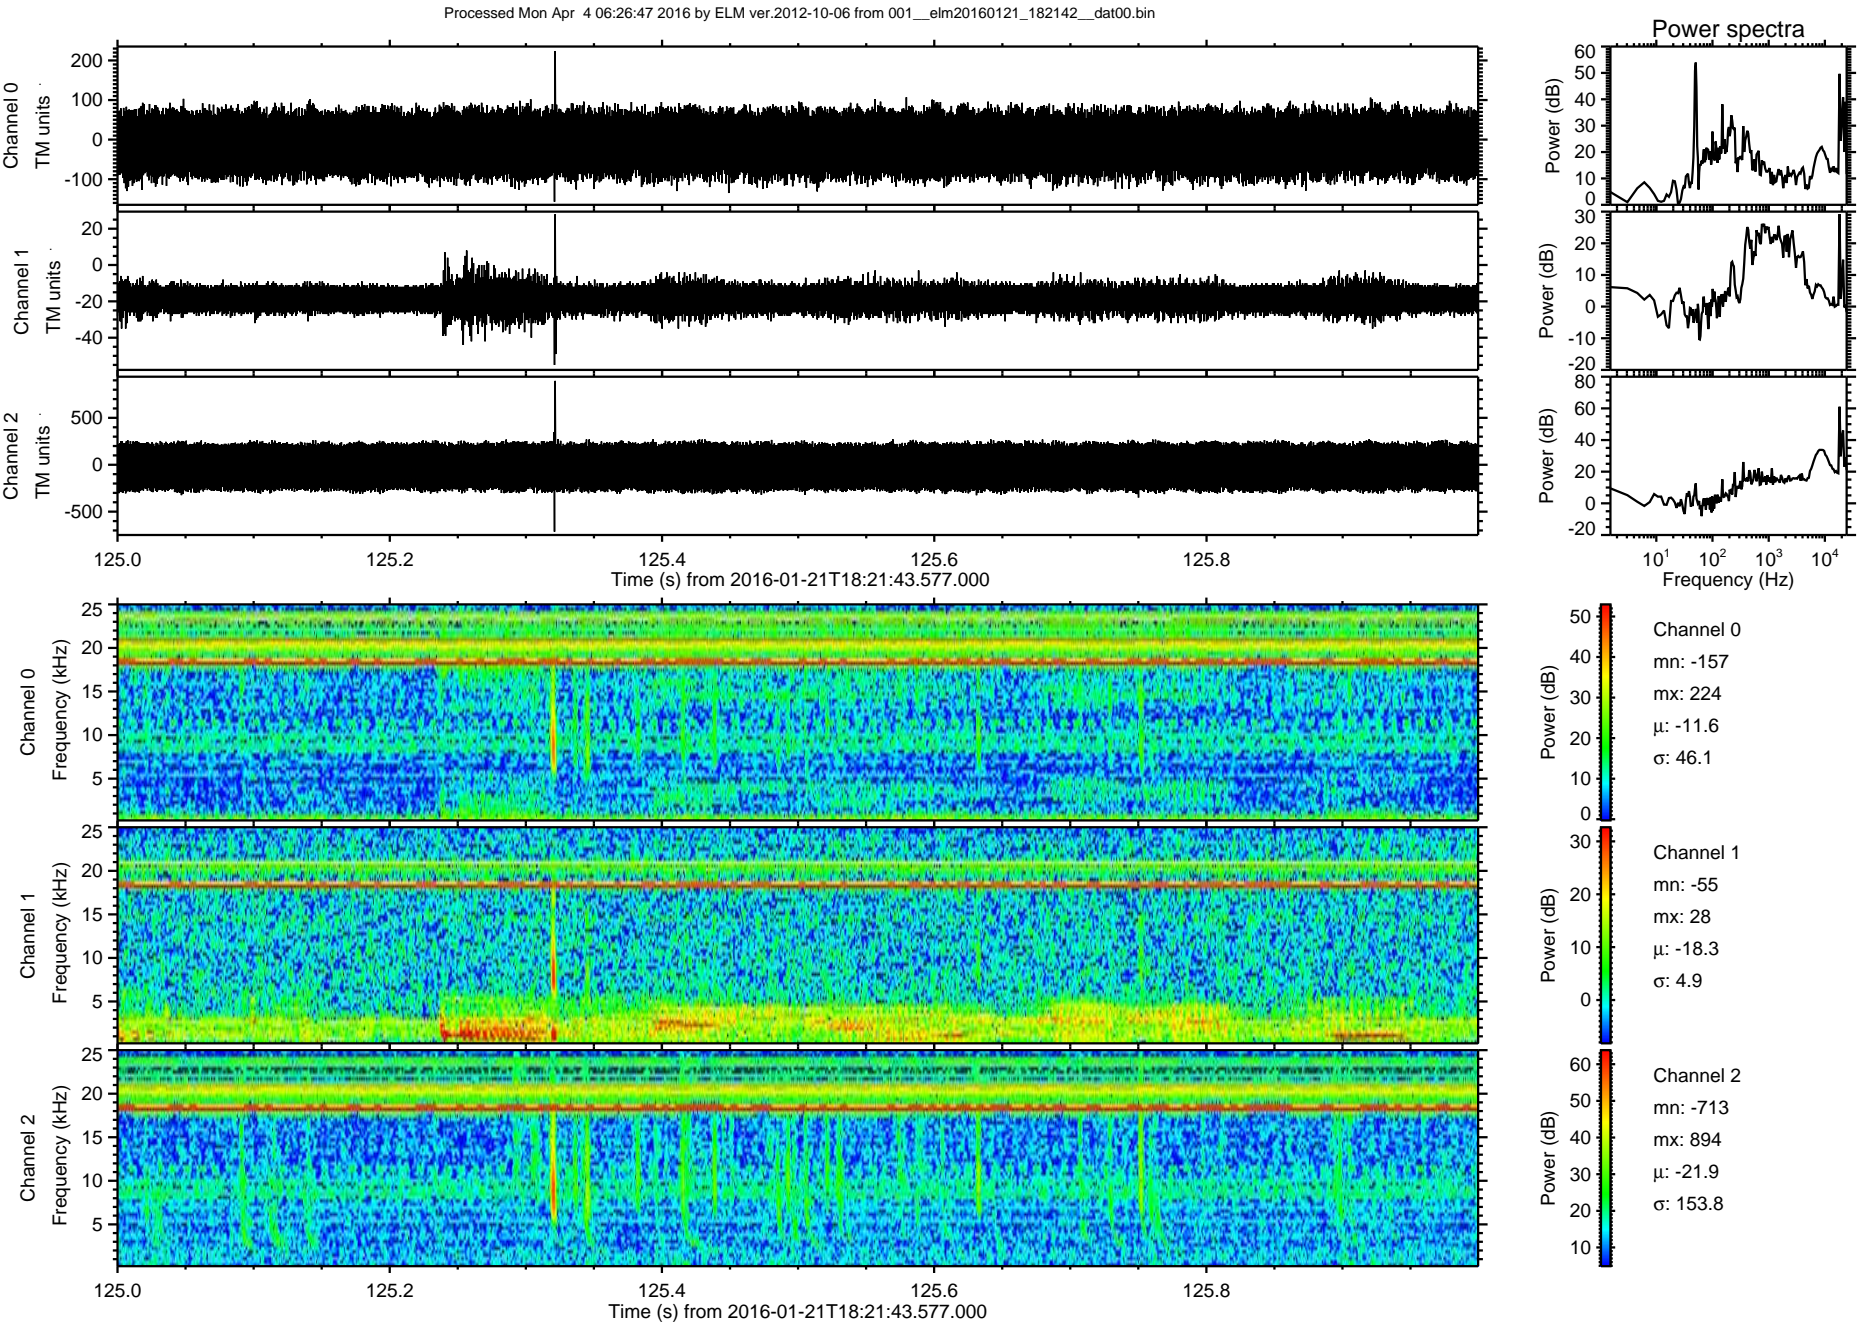 Processed Mon Apr  4 06:26:47 2016 by ELM ver.2012-10-06 from 001__elm20160121_182142__dat00.bin
Power spectra
Channel 0
TM units
200
100
0
-100
Power (dB)
60
50
40
30
20
10
0
Channel 1
TM units
20
0
-20
-40
Power (dB)
30
20
10
0
-10
-20
Channel 2
TM units
500
0
-500
Power (dB)
80
60
40
20
0
-20
125.0 125.2 125.4 125.6 125.8
Time (s) from 2016-01-21T18:21:43.577.000
10^1 10^2 10^3 10^4
Frequency (Hz)
Channel 0
Frequency (kHz)
25
20
15
10
5
Power (dB)
50
40
30
20
10
0
Channel 0
mn: -157
mx: 224
μ: -11.6
σ: 46.1
Channel 1
Frequency (kHz)
25
20
15
10
5
Power (dB)
30
20
10
0
Channel 1
mn: -55
mx: 28
μ: -18.3
σ: 4.9
Channel 2
Frequency (kHz)
25
20
15
10
5
Power (dB)
60
50
40
30
20
10
Channel 2
mn: -713
mx: 894
μ: -21.9
σ: 153.8
125.0 125.2 125.4 125.6 125.8
Time (s) from 2016-01-21T18:21:43.577.000